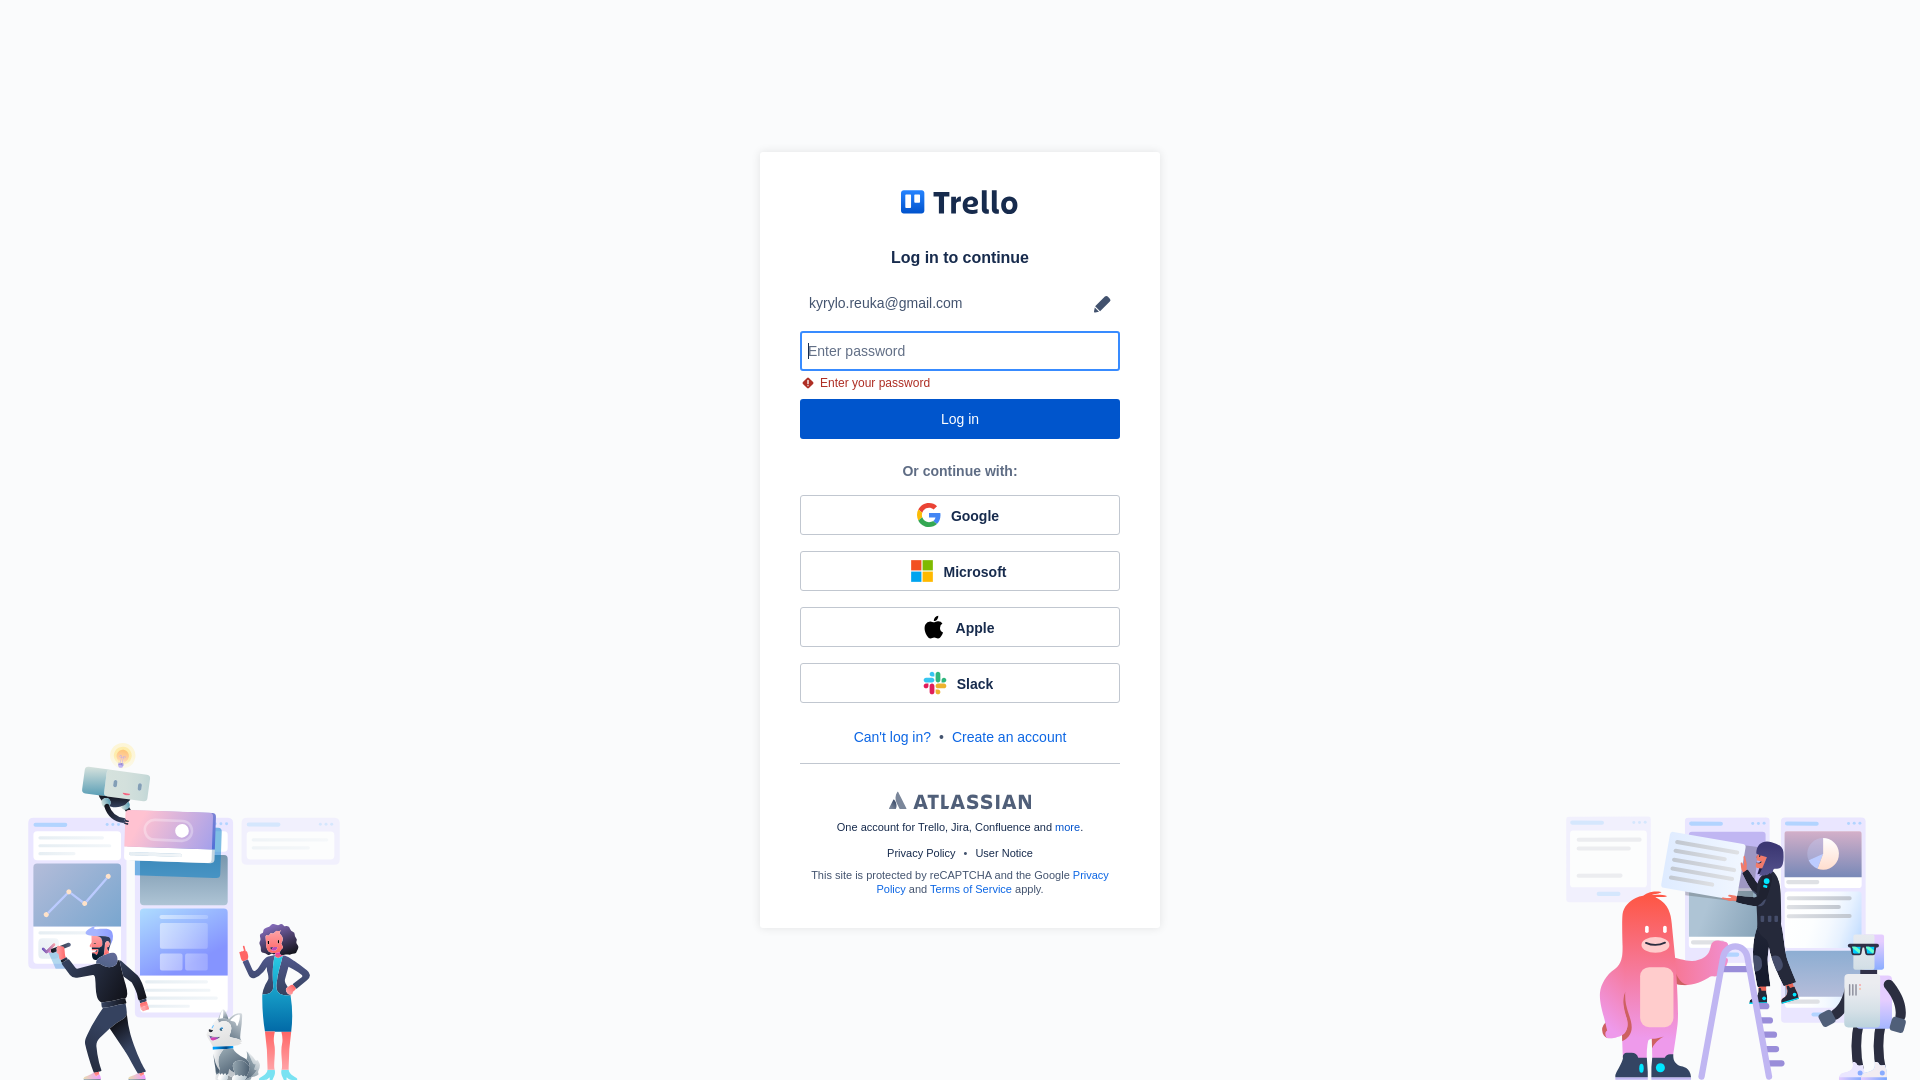 Trello
Log in to continue
kyrylo.reuka@gmail.com
Enter password
Enter your password
Log in
Or continue with:
Google
Microsoft
Apple
Slack
Can't log in? • Create an account
ATLASSIAN
One account for Trello, Jira, Confluence and more.
Privacy Policy • User Notice
This site is protected by reCAPTCHA and the Google Privacy
Policy and Terms of Service apply.